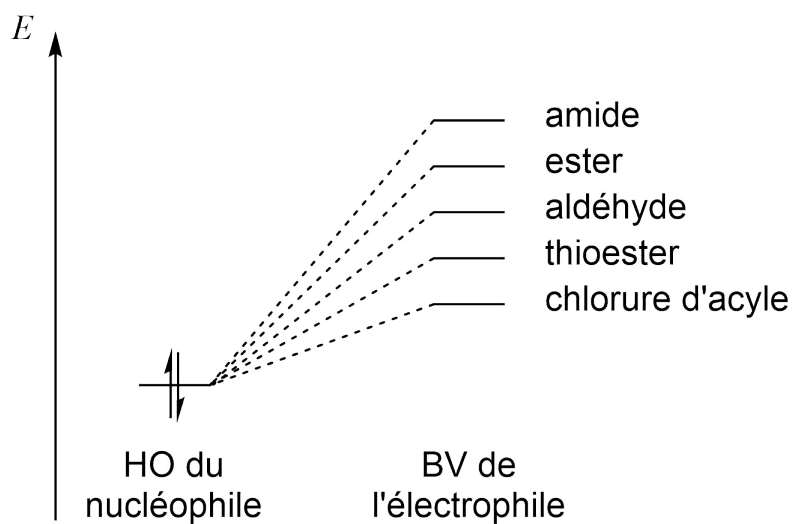 E
amide
ester
aldéhyde
thioester
chlorure d'acyle
HO du
nucléophile
BV de
l'électrophile